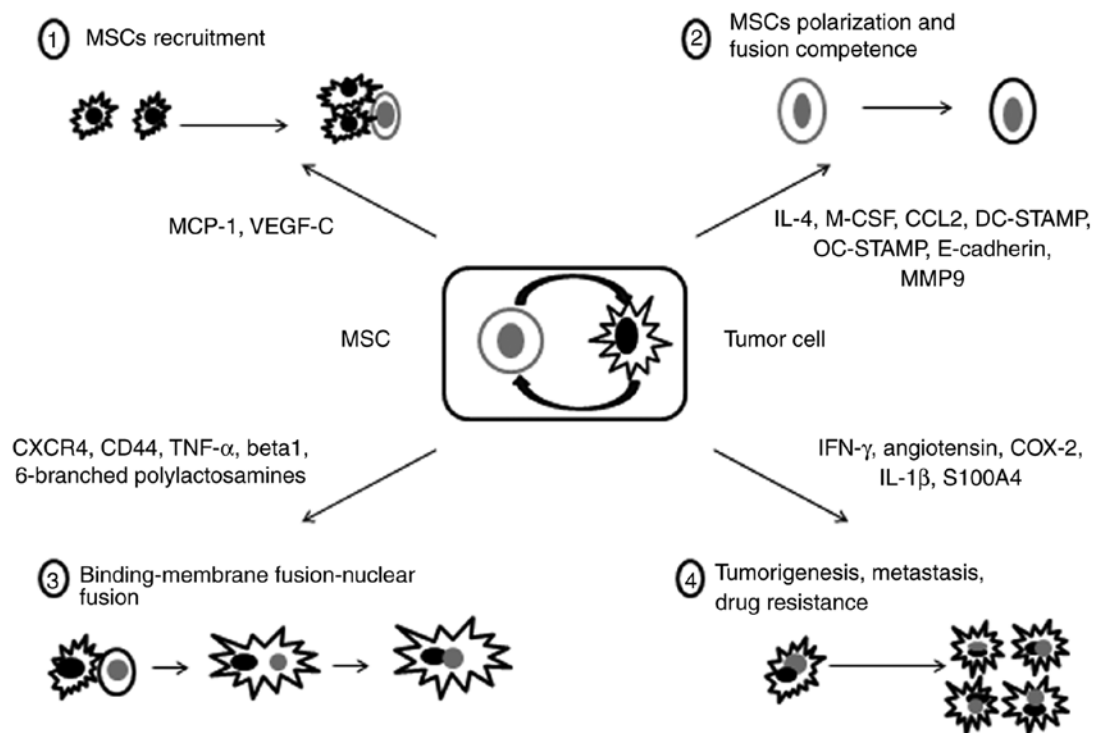 1 MSCs recruitment
2 MSCs polarization and
fusion competence
MCP-1, VEGF-C
IL-4, M-CSF, CCL2, DC-STAMP,
OC-STAMP, E-cadherin,
MMP9
MSC
Tumor cell
CXCR4, CD44, TNF-α, beta1,
6-branched polylactosamines
IFN-γ, angiotensin, COX-2,
IL-1β, S100A4
3 Binding-membrane fusion-nuclear
fusion
4 Tumorigenesis, metastasis,
drug resistance